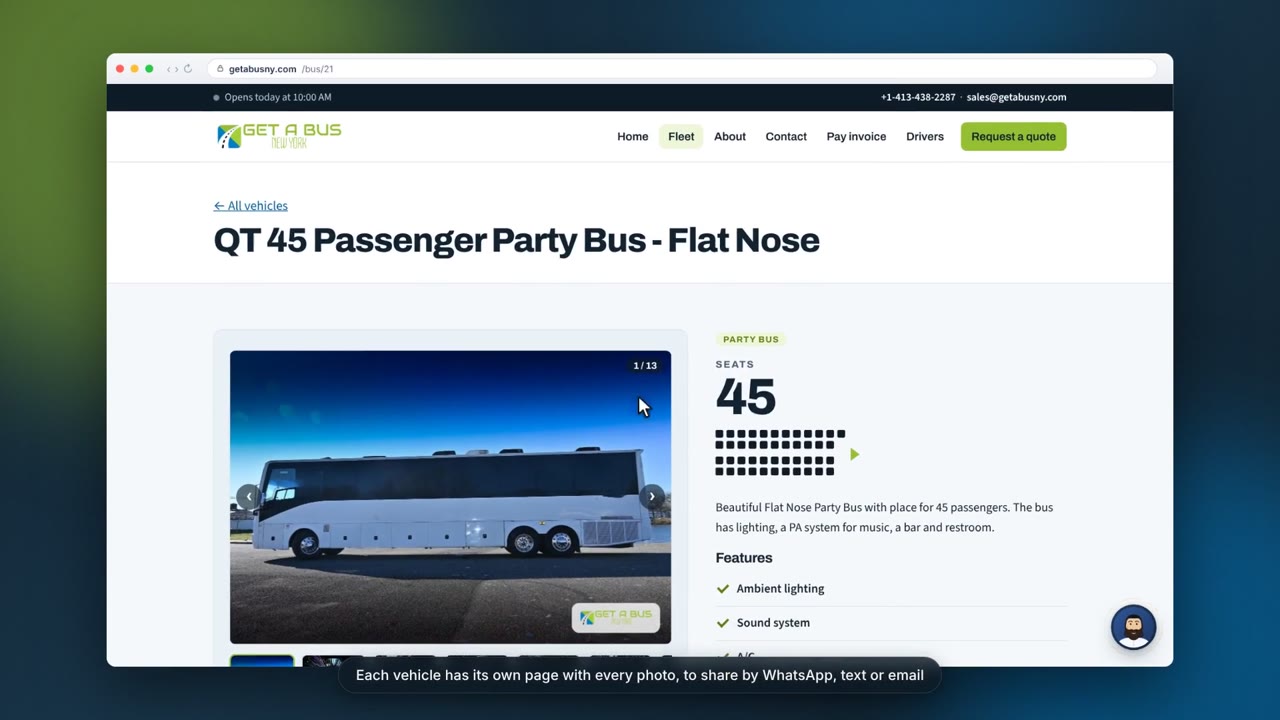 getabusny.com /bus/21
Opens today at 10:00 AM
+1-413-438-2287 · sales@getabusny.com
GET A BUS
NEW YORK
Home
Fleet
About
Contact
Pay invoice
Drivers
Request a quote
← All vehicles
QT 45 Passenger Party Bus - Flat Nose
1 / 13
GET A BUS
PARTY BUS
SEATS
45
Beautiful Flat Nose Party Bus with place for 45 passengers. The bus
has lighting, a PA system for music, a bar and restroom.
Features
Ambient lighting
Sound system
A/C
Each vehicle has its own page with every photo, to share by WhatsApp, text or email